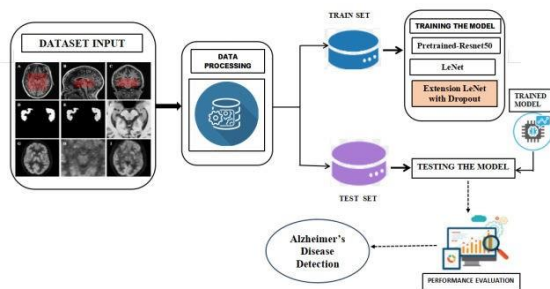 DATASET INPUT
DATA
PROCESSING
TRAIN SET
TRAINING THE MODEL
Pretrained-Resnet50
LeNet
Extension LeNet
with Dropout
TRAINED
MODEL
TEST SET
TESTING THE MODEL
Alzheimer's
Disease
Detection
PERFORMANCE EVALUATION